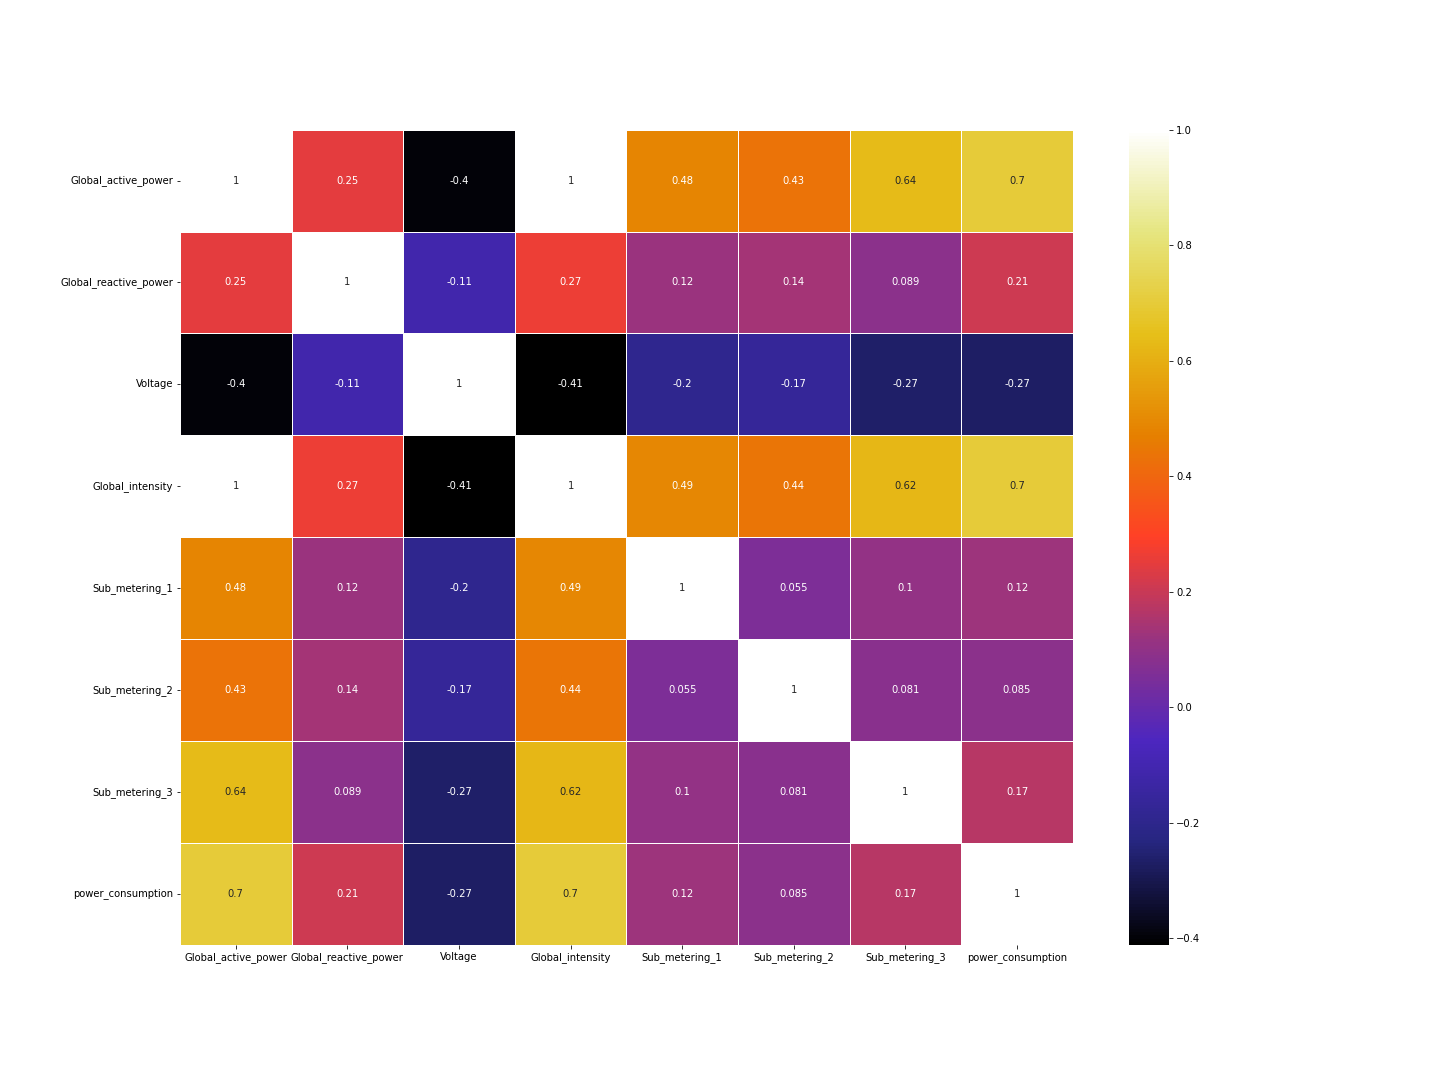 1.0
Global_active_power 1 0.25 -0.4 1 0.48 0.43 0.64 0.7
0.8
Global_reactive_power 0.25 1 -0.11 0.27 0.12 0.14 0.089 0.21
0.6
Voltage -0.4 -0.11 1 -0.41 -0.2 -0.17 -0.27 -0.27
0.4
Global_intensity 1 0.27 -0.41 1 0.49 0.44 0.62 0.7
0.2
Sub_metering_1 0.48 0.12 -0.2 0.49 1 0.055 0.1 0.12
Sub_metering_2 0.43 0.14 -0.17 0.44 0.055 1 0.081 0.085
0.0
Sub_metering_3 0.64 0.089 -0.27 0.62 0.1 0.081 1 0.17
−0.2
power_consumption 0.7 0.21 -0.27 0.7 0.12 0.085 0.17 1
−0.4
Global_active_power Global_reactive_power Voltage Global_intensity Sub_metering_1 Sub_metering_2 Sub_metering_3 power_consumption